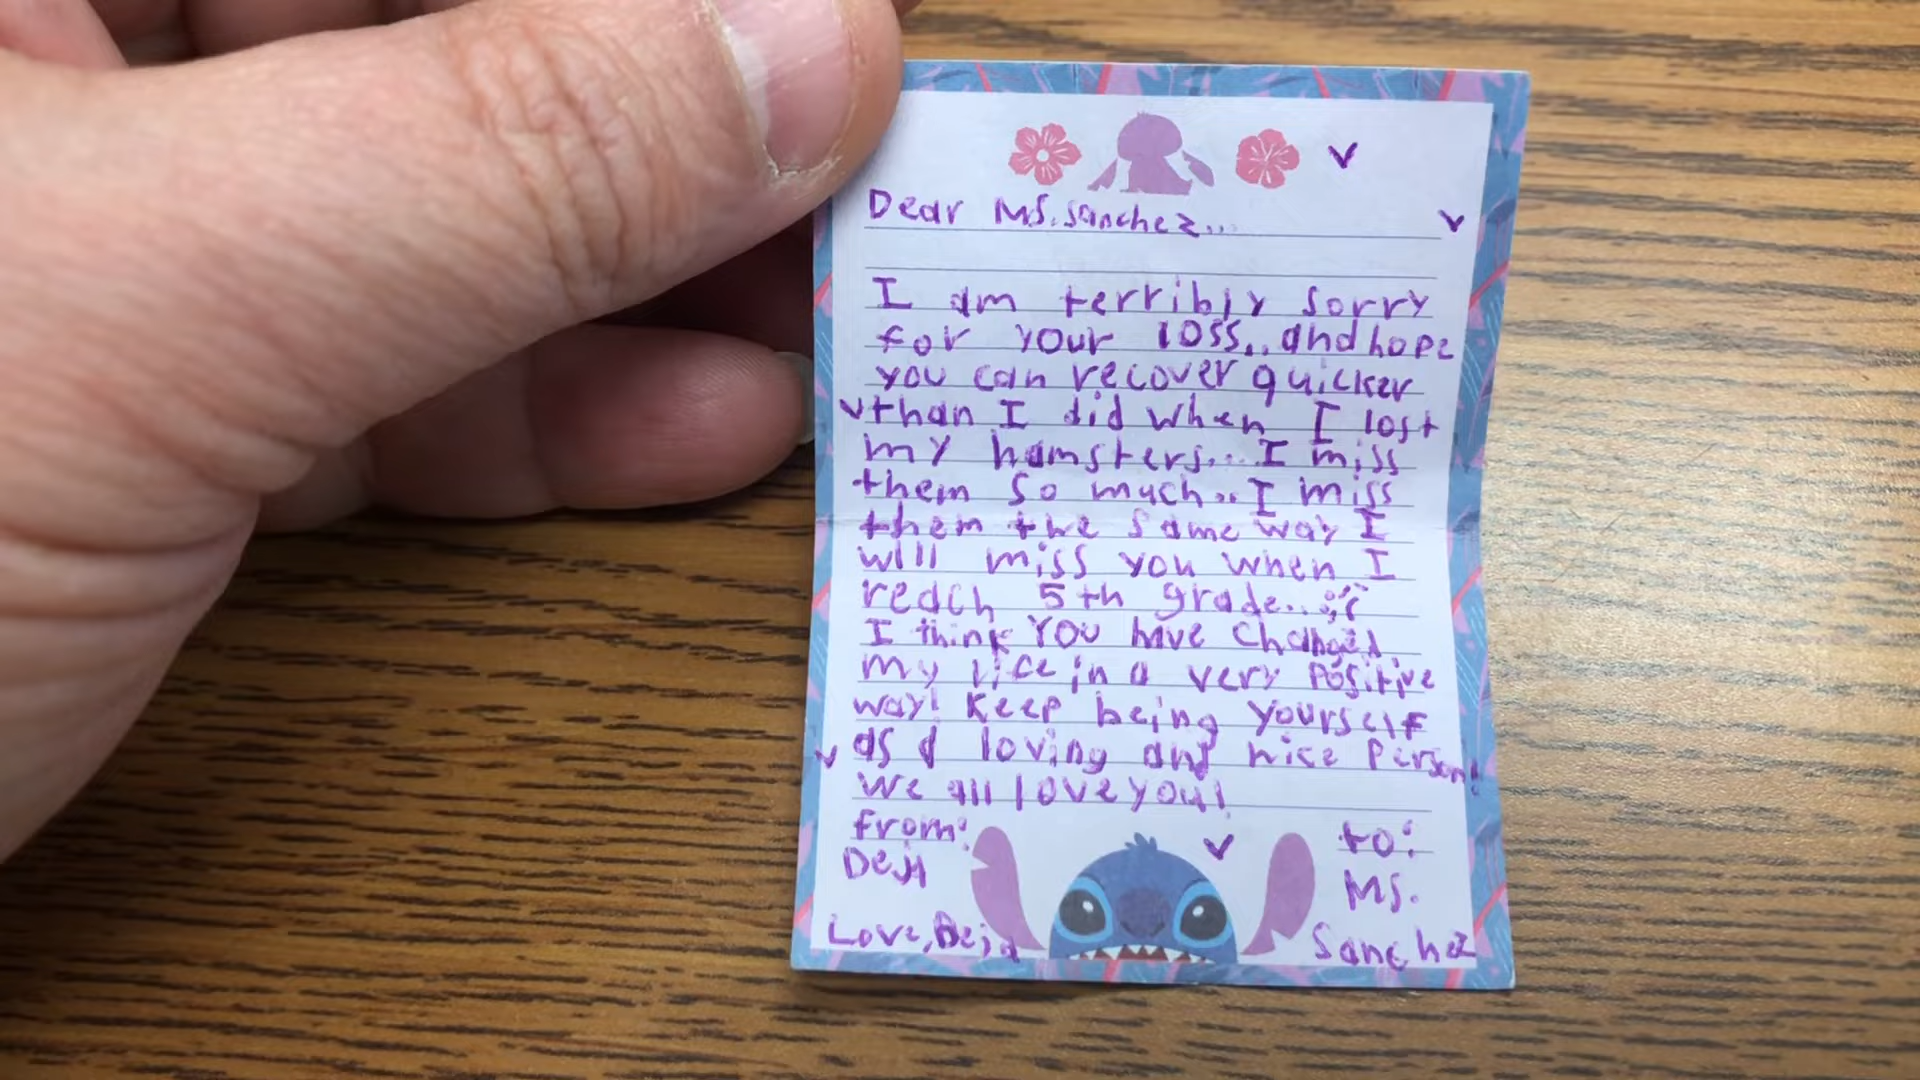 Dear Ms. Sanchez...
I am terribly sorry
for your loss.. and hope
you can recover quicker
than I did when I lost
my hamsters... I miss
them so much.. I miss
them the same way I
will miss you when I
reach 5th grade..
I think you have changed
my life in a very positive
way! Keep being yourself
as a loving and nice person!
We all love you!
from:
Deja
Love, Deja
to:
Ms.
Sanchez